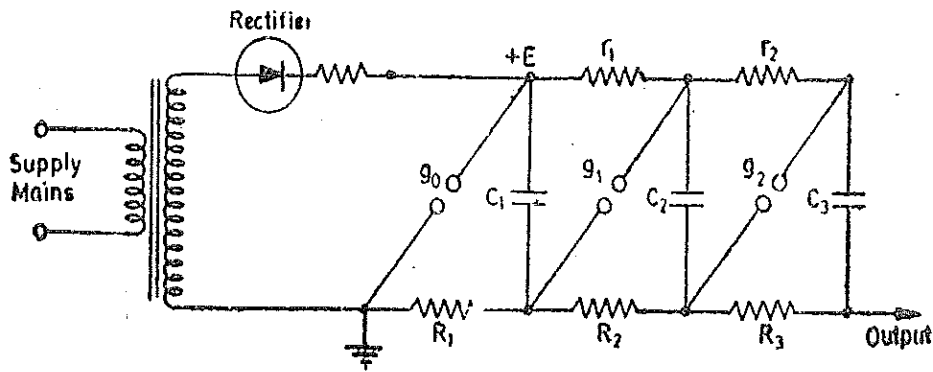 Rectifier
+E
r₁
r₂
Supply
Mains
g₀
C₁
g₁
C₂
g₂
C₃
R₁
R₂
R₃
Output